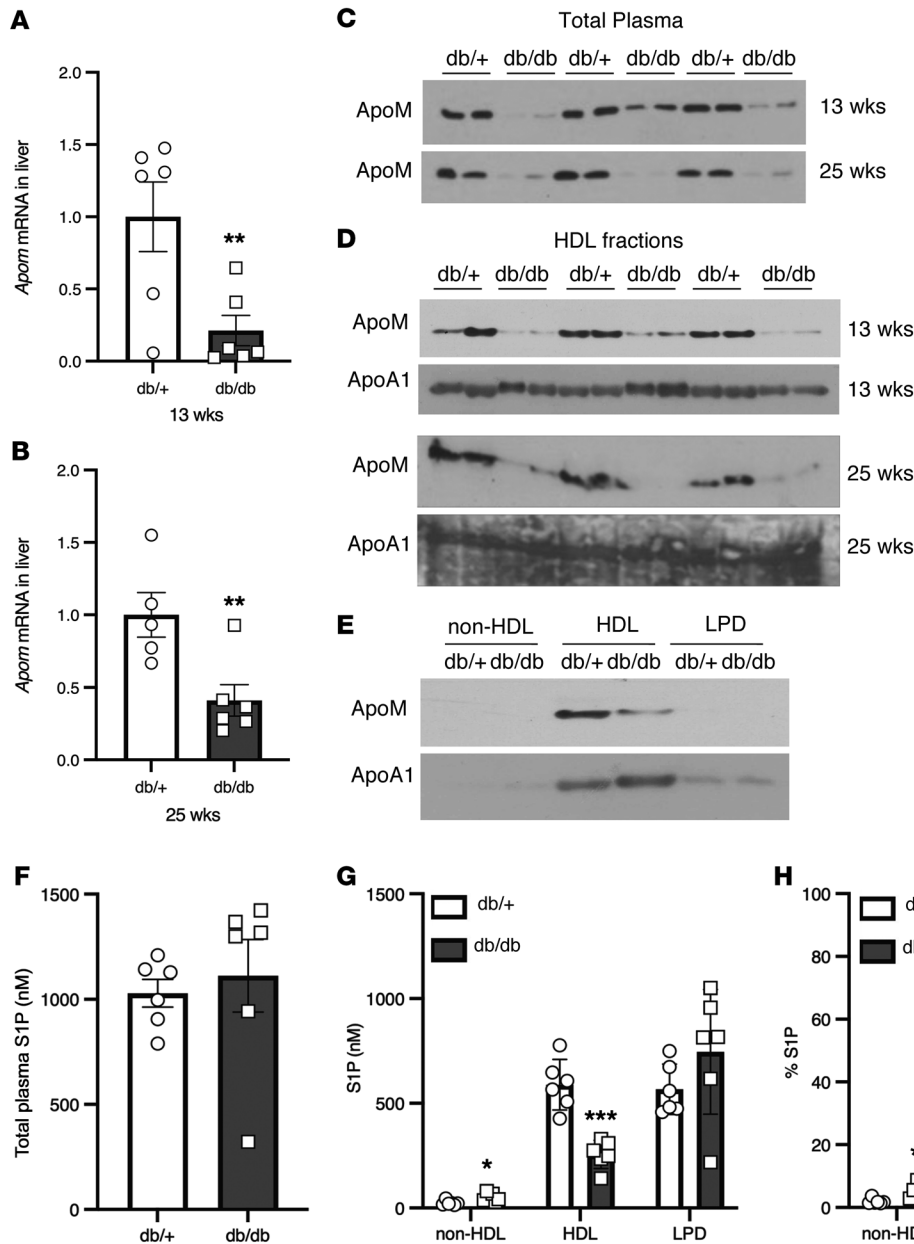 A
2.0
1.5
1.0
0.5
0.0
Apom mRNA in liver
**
db/+ db/db
13 wks
B
2.0
1.5
1.0
0.5
0.0
Apom mRNA in liver
**
db/+ db/db
25 wks
C
Total Plasma
db/+ db/db db/+ db/db db/+ db/db
ApoM 13 wks
ApoM 25 wks
D
HDL fractions
db/+ db/db db/+ db/db db/+ db/db
ApoM 13 wks
ApoA1 13 wks
ApoM 25 wks
ApoA1 25 wks
E
non-HDL HDL LPD
db/+ db/db db/+ db/db db/+ db/db
ApoM
ApoA1
F
1500
1000
500
0
Total plasma S1P (nM)
db/+ db/db
G
1500
1000
500
0
S1P (nM)
db/+
db/db
*
***
non-HDL HDL LPD
H
100
80
60
40
20
0
% S1P